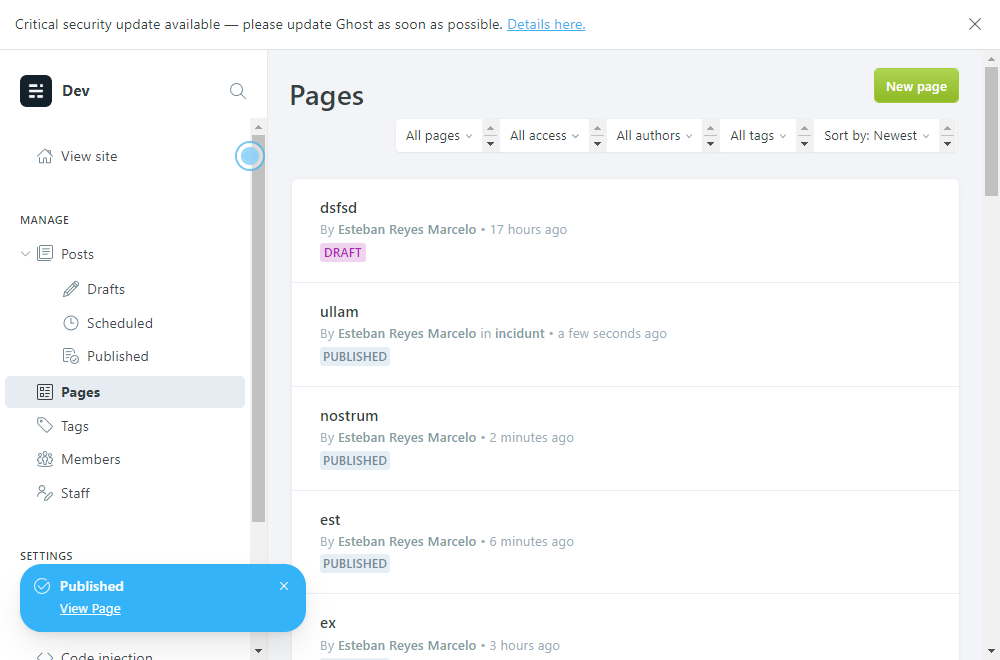 Critical security update available — please update Ghost as soon as possible. Details here.
Dev
View site
MANAGE
Posts
Drafts
Scheduled
Published
Pages
Tags
Members
Staff
SETTINGS
Published
View Page
Code injection
Pages
New page
All pages
All access
All authors
All tags
Sort by: Newest
dsfsd
By Esteban Reyes Marcelo • 17 hours ago
DRAFT
ullam
By Esteban Reyes Marcelo in incidunt • a few seconds ago
PUBLISHED
nostrum
By Esteban Reyes Marcelo • 2 minutes ago
PUBLISHED
est
By Esteban Reyes Marcelo • 6 minutes ago
PUBLISHED
ex
By Esteban Reyes Marcelo • 3 hours ago